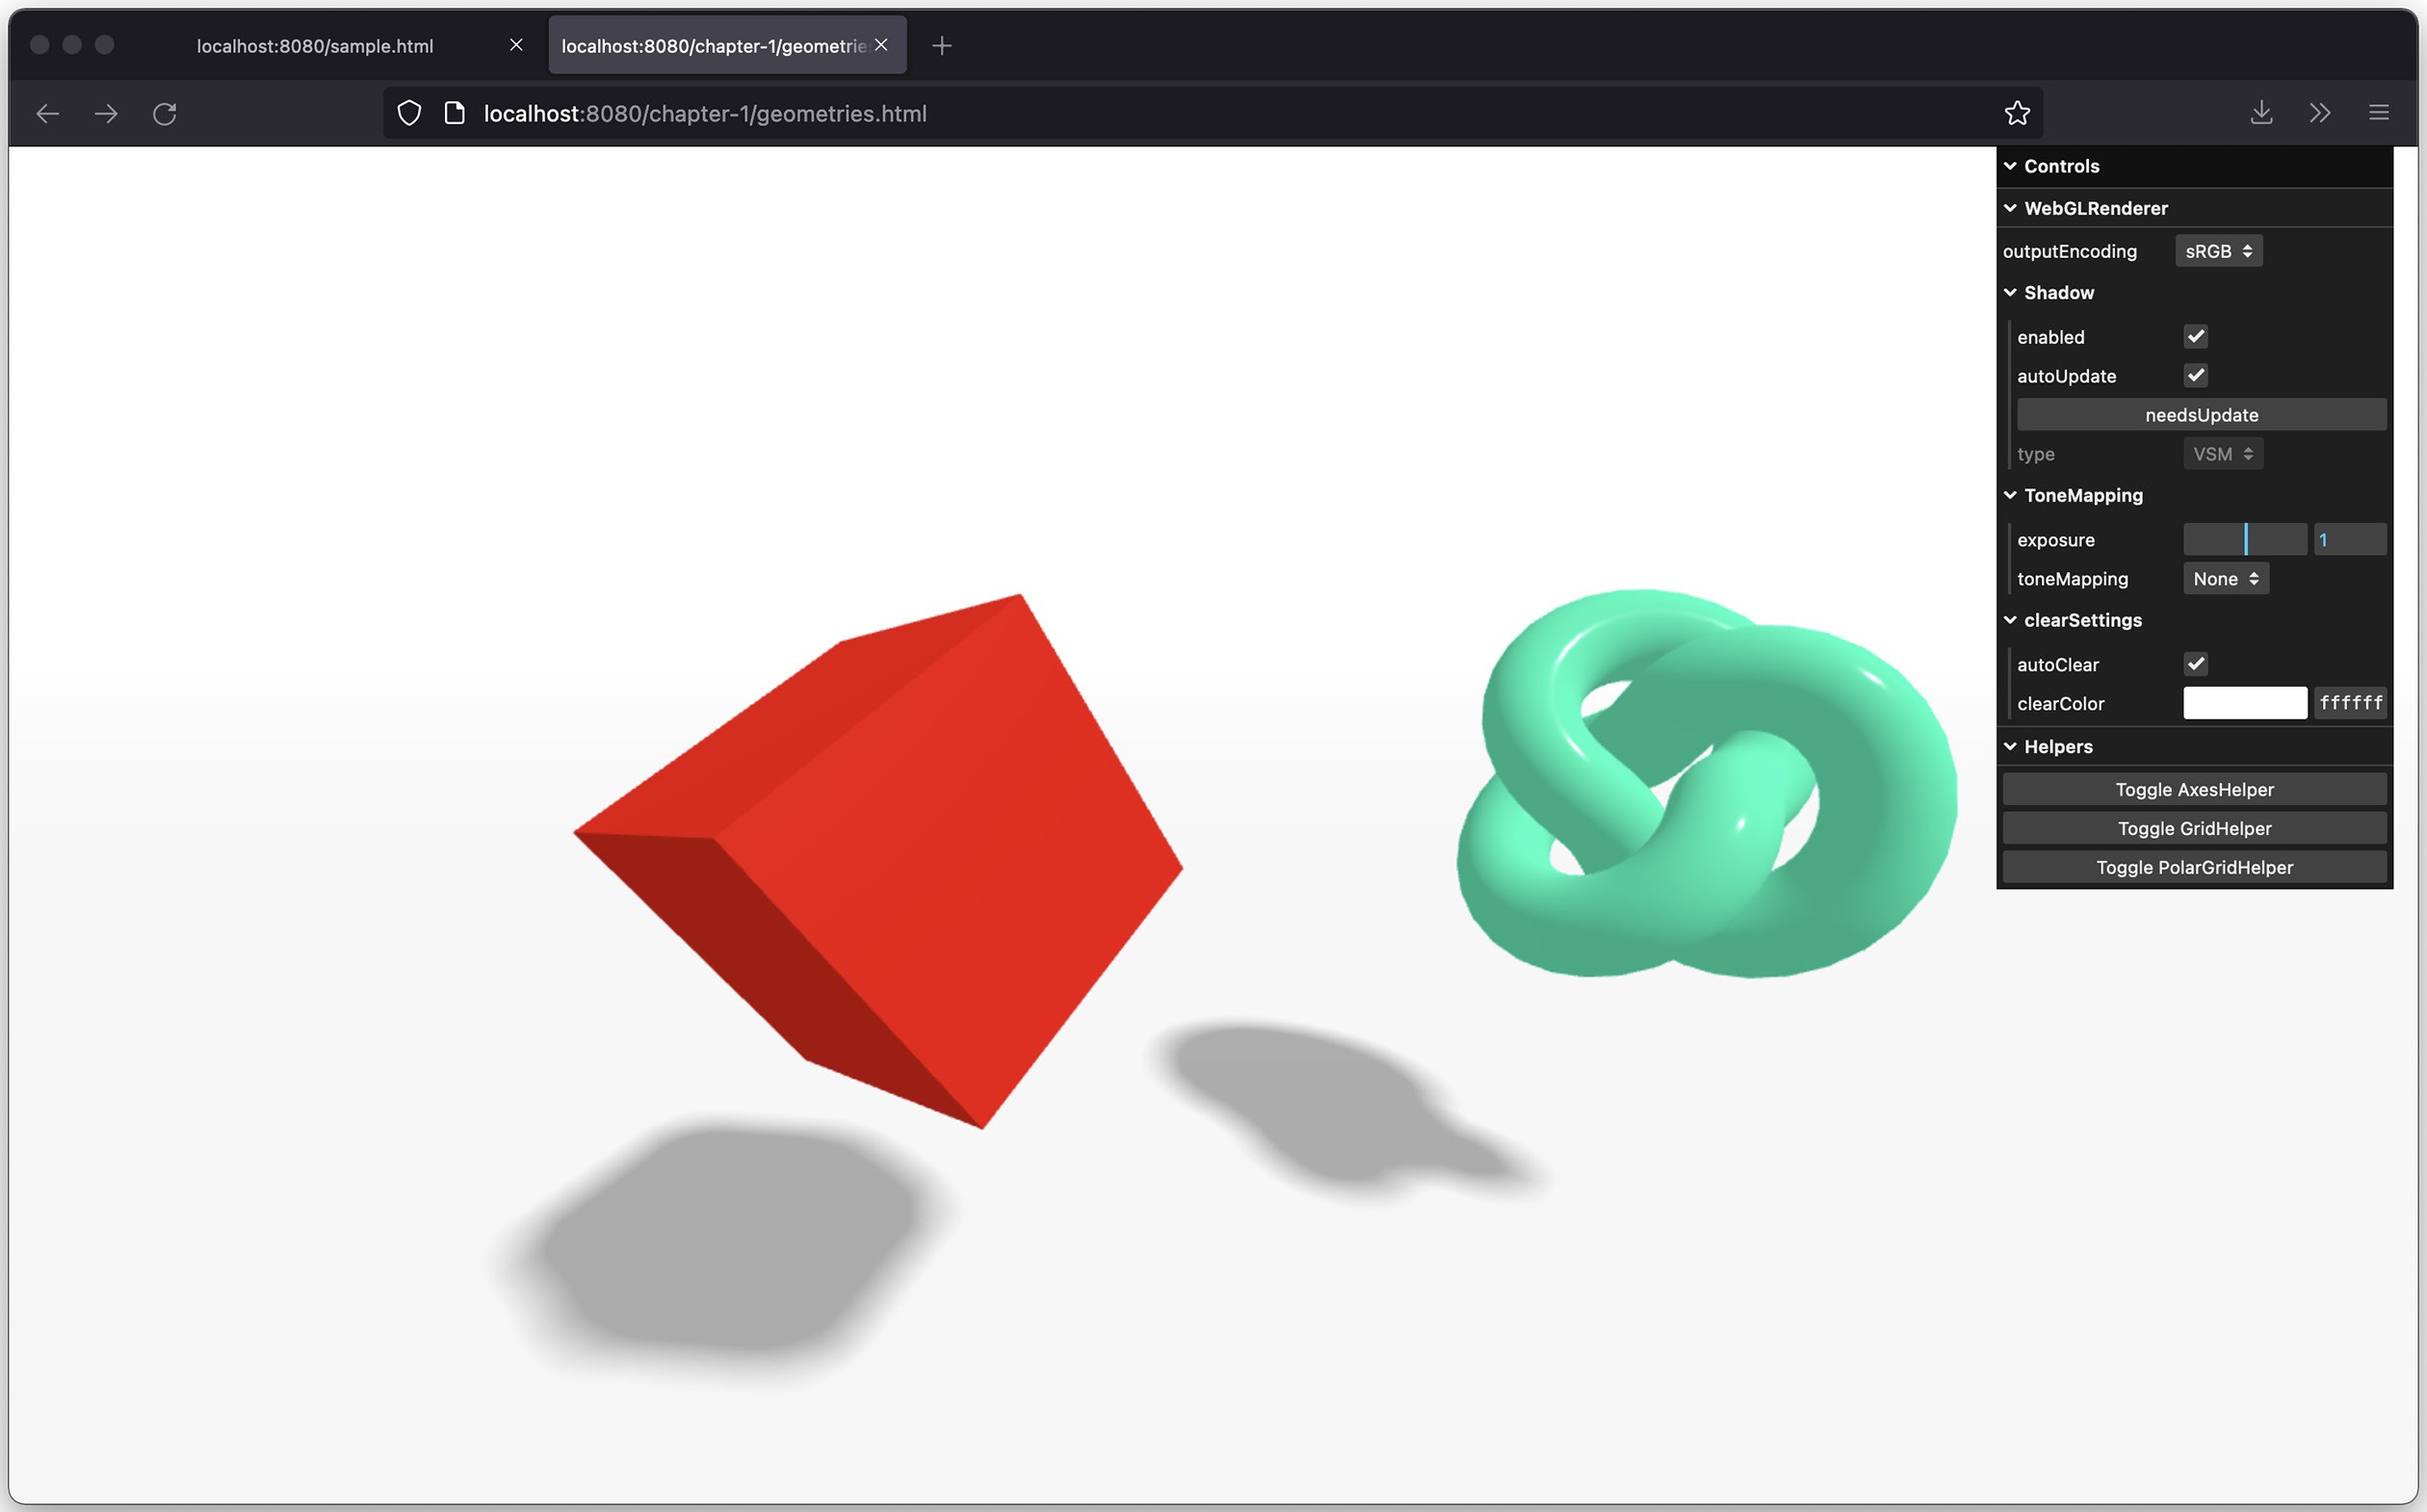 localhost:8080/sample.html
localhost:8080/chapter-1/geometrie
localhost:8080/chapter-1/geometries.html
Controls
WebGLRenderer
outputEncoding sRGB
Shadow
enabled
autoUpdate
needsUpdate
type VSM
ToneMapping
exposure 1
toneMapping None
clearSettings
autoClear
clearColor ffffff
Helpers
Toggle AxesHelper
Toggle GridHelper
Toggle PolarGridHelper